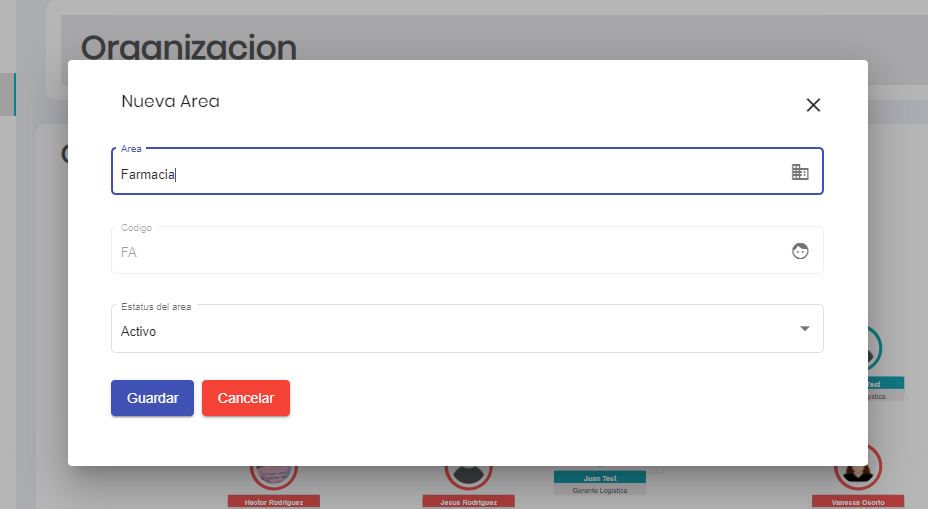 Organizacion
Nueva Area
Area
Farmacia
Codigo
FA
Estatus del area
Activo
Guardar
Cancelar
Test
Juan Test
Gerente Logistica
Hector Rodriguez
Jesus Rodriguez
Vanessa Osorio